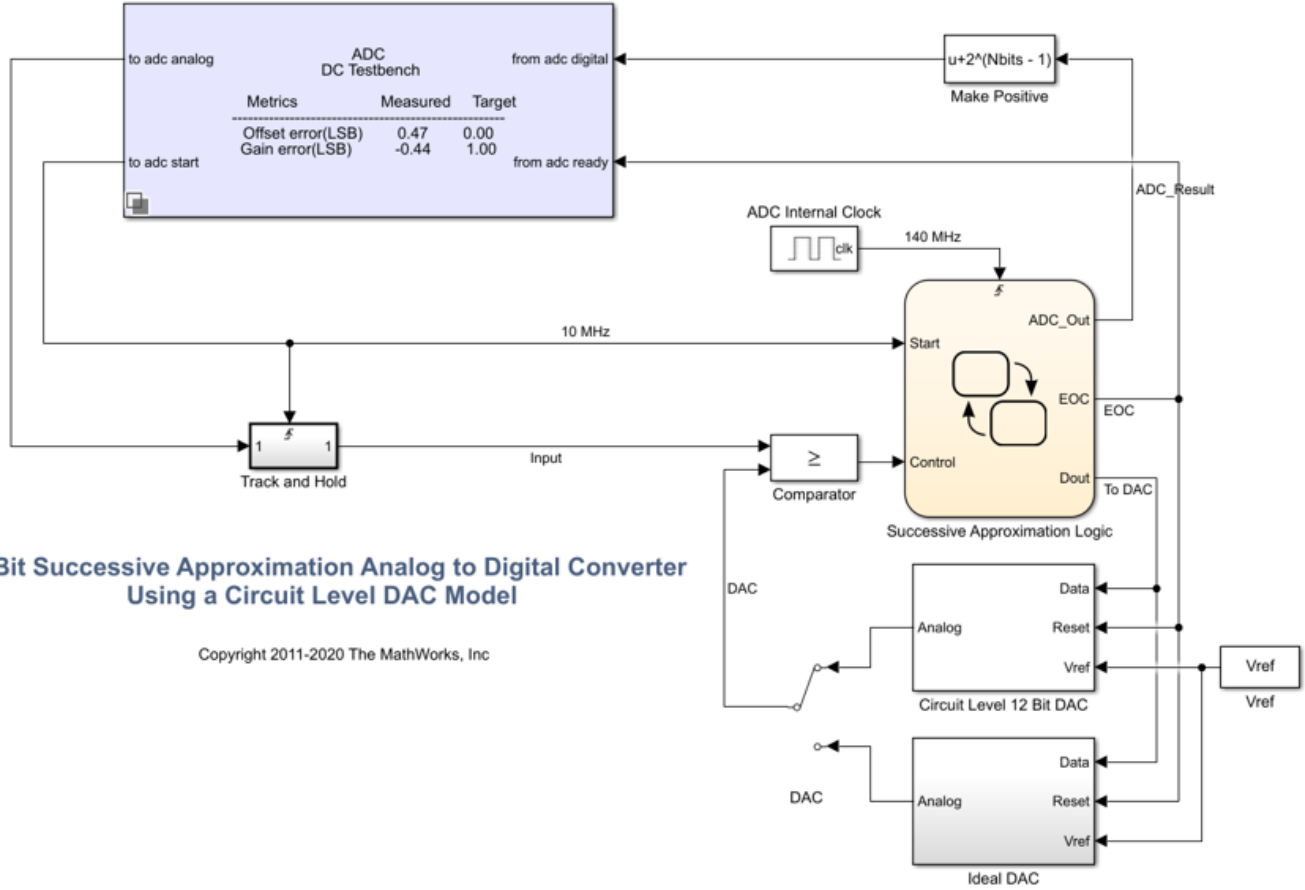 to adc analog
ADC
DC Testbench
from adc digital
Metrics Measured Target
Offset error(LSB) 0.47 0.00
Gain error(LSB) -0.44 1.00
to adc start
from adc ready
u+2^(Nbits - 1)
Make Positive
ADC_Result
ADC Internal Clock
clk
140 MHz
10 MHz
ADC_Out
Start
EOC
EOC
Control
Dout
To DAC
Successive Approximation Logic
1 1
Track and Hold
Input
≥
Comparator
Bit Successive Approximation Analog to Digital Converter
Using a Circuit Level DAC Model
Copyright 2011-2020 The MathWorks, Inc
DAC
Data
Analog
Reset
Vref
Circuit Level 12 Bit DAC
Vref
Vref
DAC
Data
Analog
Reset
Vref
Ideal DAC